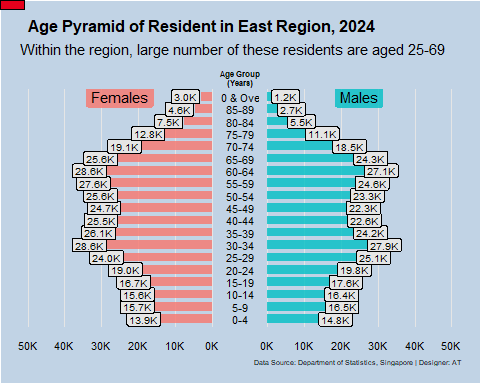 Age Pyramid of Resident in East Region, 2024
Within the region, large number of these residents are aged 25-69
Age Group
(Years)
Females Males
3.0K 0 & Ove 1.2K
4.6K 85-89 2.7K
7.5K 80-84 5.5K
12.8K 75-79 11.1K
19.1K 70-74 18.5K
25.6K 65-69 24.3K
28.6K 60-64 27.1K
27.6K 55-59 24.6K
25.6K 50-54 23.3K
24.7K 45-49 22.3K
25.5K 40-44 22.6K
26.1K 35-39 24.2K
28.6K 30-34 27.9K
24.0K 25-29 25.1K
19.0K 20-24 19.8K
16.7K 15-19 17.6K
15.6K 10-14 16.4K
15.7K 5-9 16.5K
13.9K 0-4 14.8K
50K 40K 30K 20K 10K 0K 0K 10K 20K 30K 40K 50K
Data Source: Department of Statistics, Singapore | Designer: AT